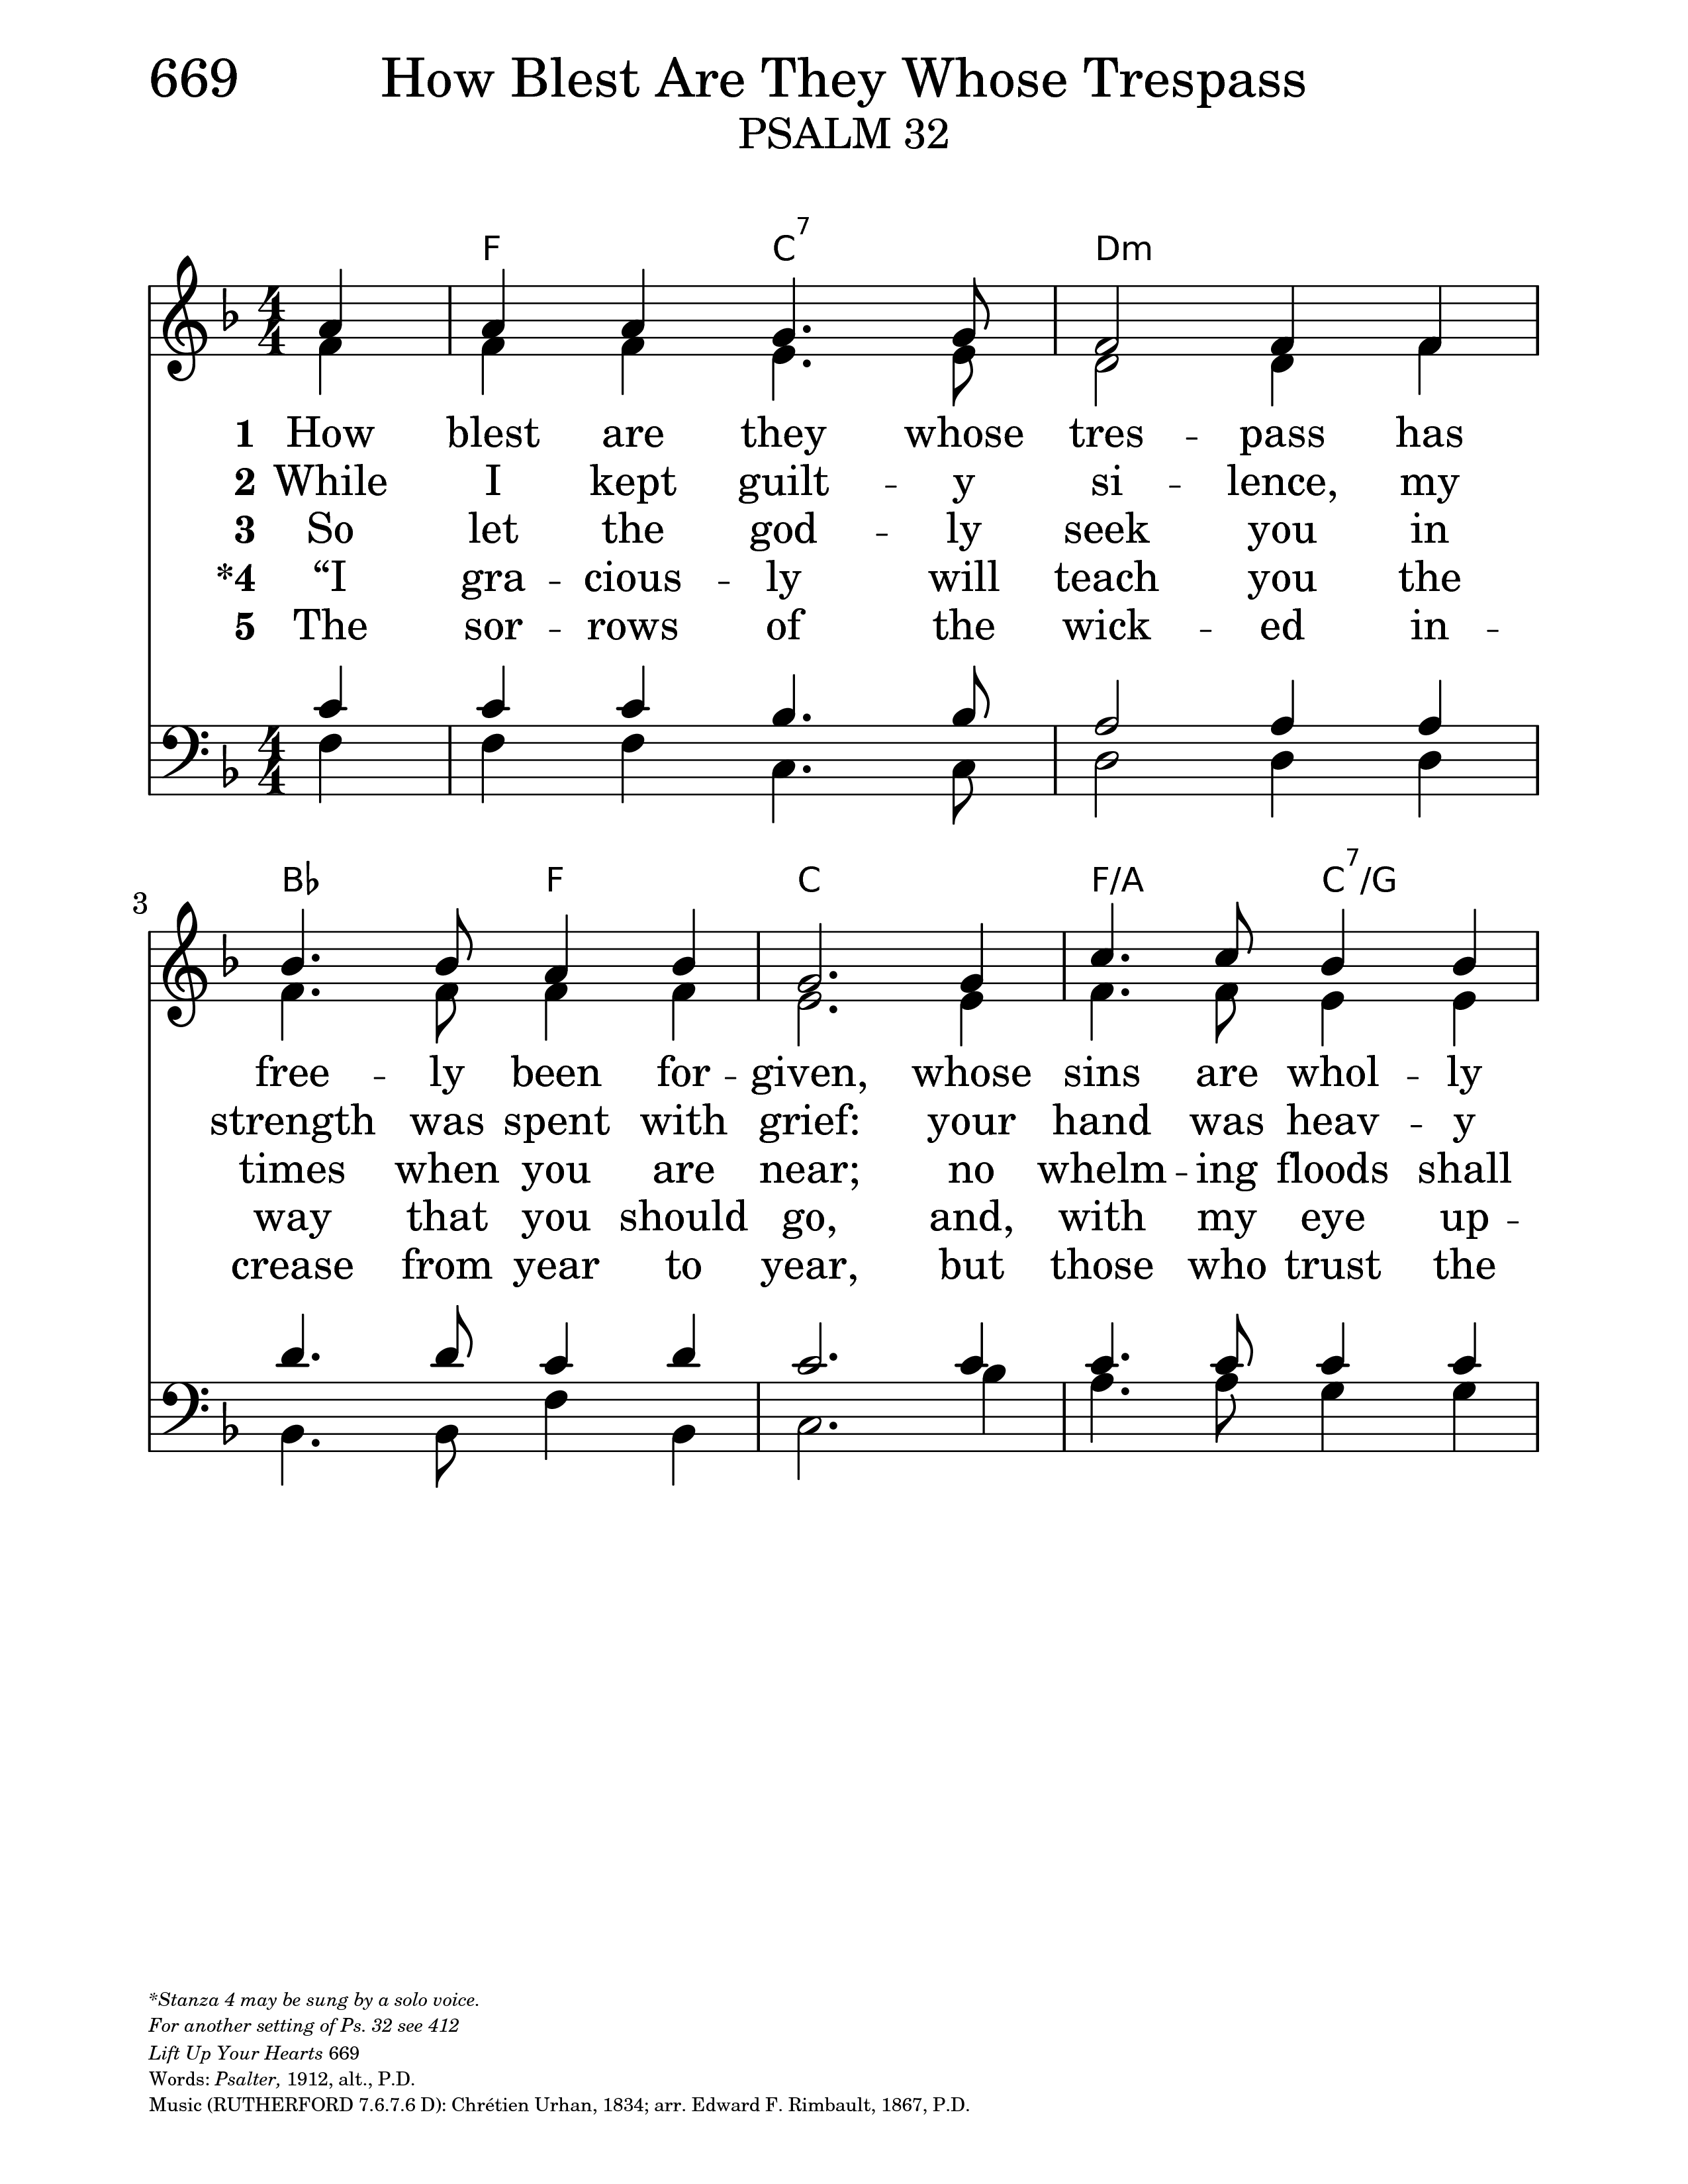 669 How Blest Are They Whose Trespass
PSALM 32
F C7 Dm
1 How blest are they whose tres - pass has
2 While I kept guilt - y si - lence, my
3 So let the god - ly seek you in
*4 “I gra - cious - ly will teach you the
5 The sor - rows of the wick - ed in -
3 B♭ F C F/A C7/G
free - ly been for - given, whose sins are whol - ly
strength was spent with grief: your hand was heav - y
times when you are near; no whelm - ing floods shall
way that you should go, and, with my eye up -
crease from year to year, but those who trust the
*Stanza 4 may be sung by a solo voice.
For another setting of Ps. 32 see 412
Lift Up Your Hearts 669
Words: Psalter, 1912, alt., P.D.
Music (RUTHERFORD 7.6.7.6 D): Chrétien Urhan, 1834; arr. Edward F. Rimbault, 1867, P.D.